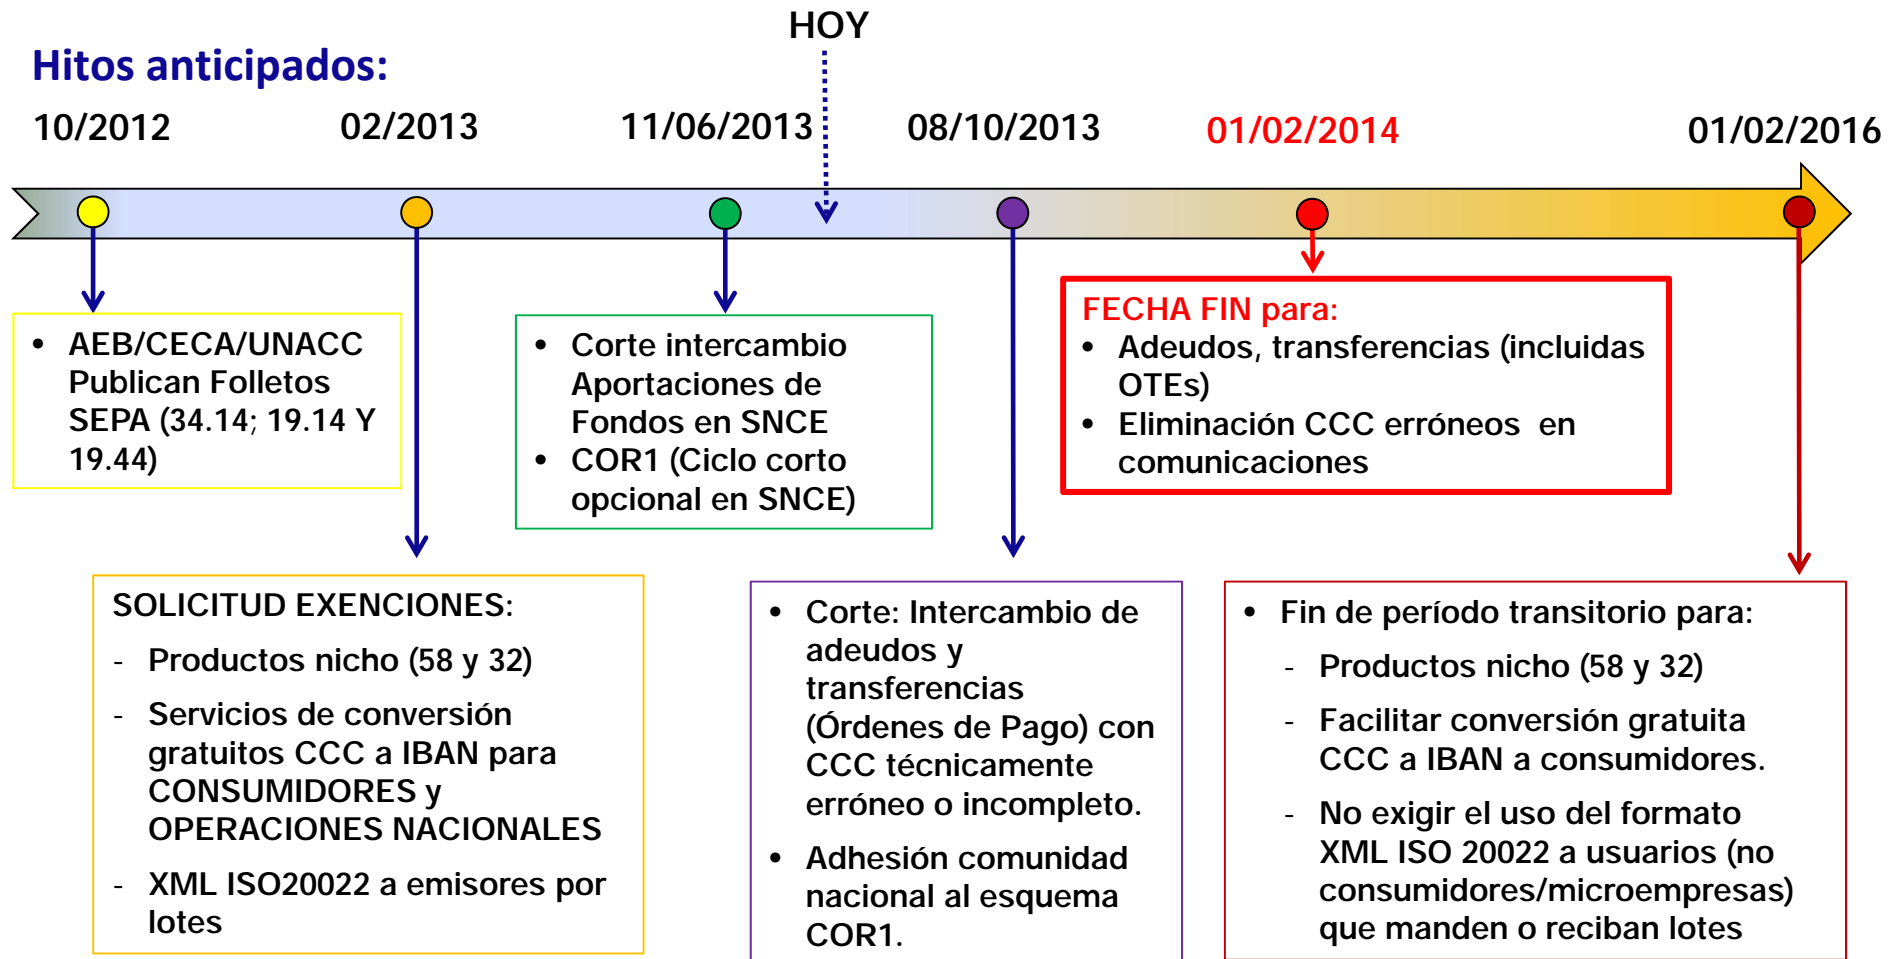 HOY
Hitos anticipados:
10/2012
02/2013
11/06/2013
08/10/2013
01/02/2014
01/02/2016
• AEB/CECA/UNACC
Publican Folletos
SEPA (34.14; 19.14 Y
19.44)
• Corte intercambio
Aportaciones de
Fondos en SNCE
• COR1 (Ciclo corto
opcional en SNCE)
FECHA FIN para:
• Adeudos, transferencias (incluidas
OTEs)
• Eliminación CCC erróneos en
comunicaciones
SOLICITUD EXENCIONES:
- Productos nicho (58 y 32)
- Servicios de conversión
gratuitos CCC a IBAN para
CONSUMIDORES y
OPERACIONES NACIONALES
- XML ISO20022 a emisores por
lotes
• Corte: Intercambio de
adeudos y
transferencias
(Órdenes de Pago) con
CCC técnicamente
erróneo o incompleto.
• Adhesión comunidad
nacional al esquema
COR1.
• Fin de período transitorio para:
- Productos nicho (58 y 32)
- Facilitar conversión gratuita
CCC a IBAN a consumidores.
- No exigir el uso del formato
XML ISO 20022 a usuarios (no
consumidores/microempresas)
que manden o reciban lotes